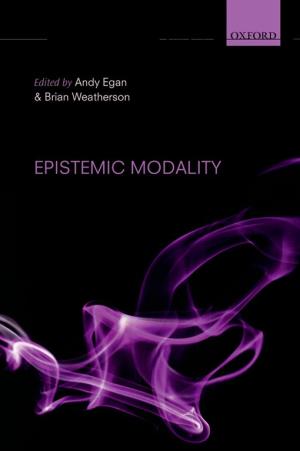 OXFORD
Edited by Andy Egan
& Brian Weatherson
EPISTEMIC MODALITY